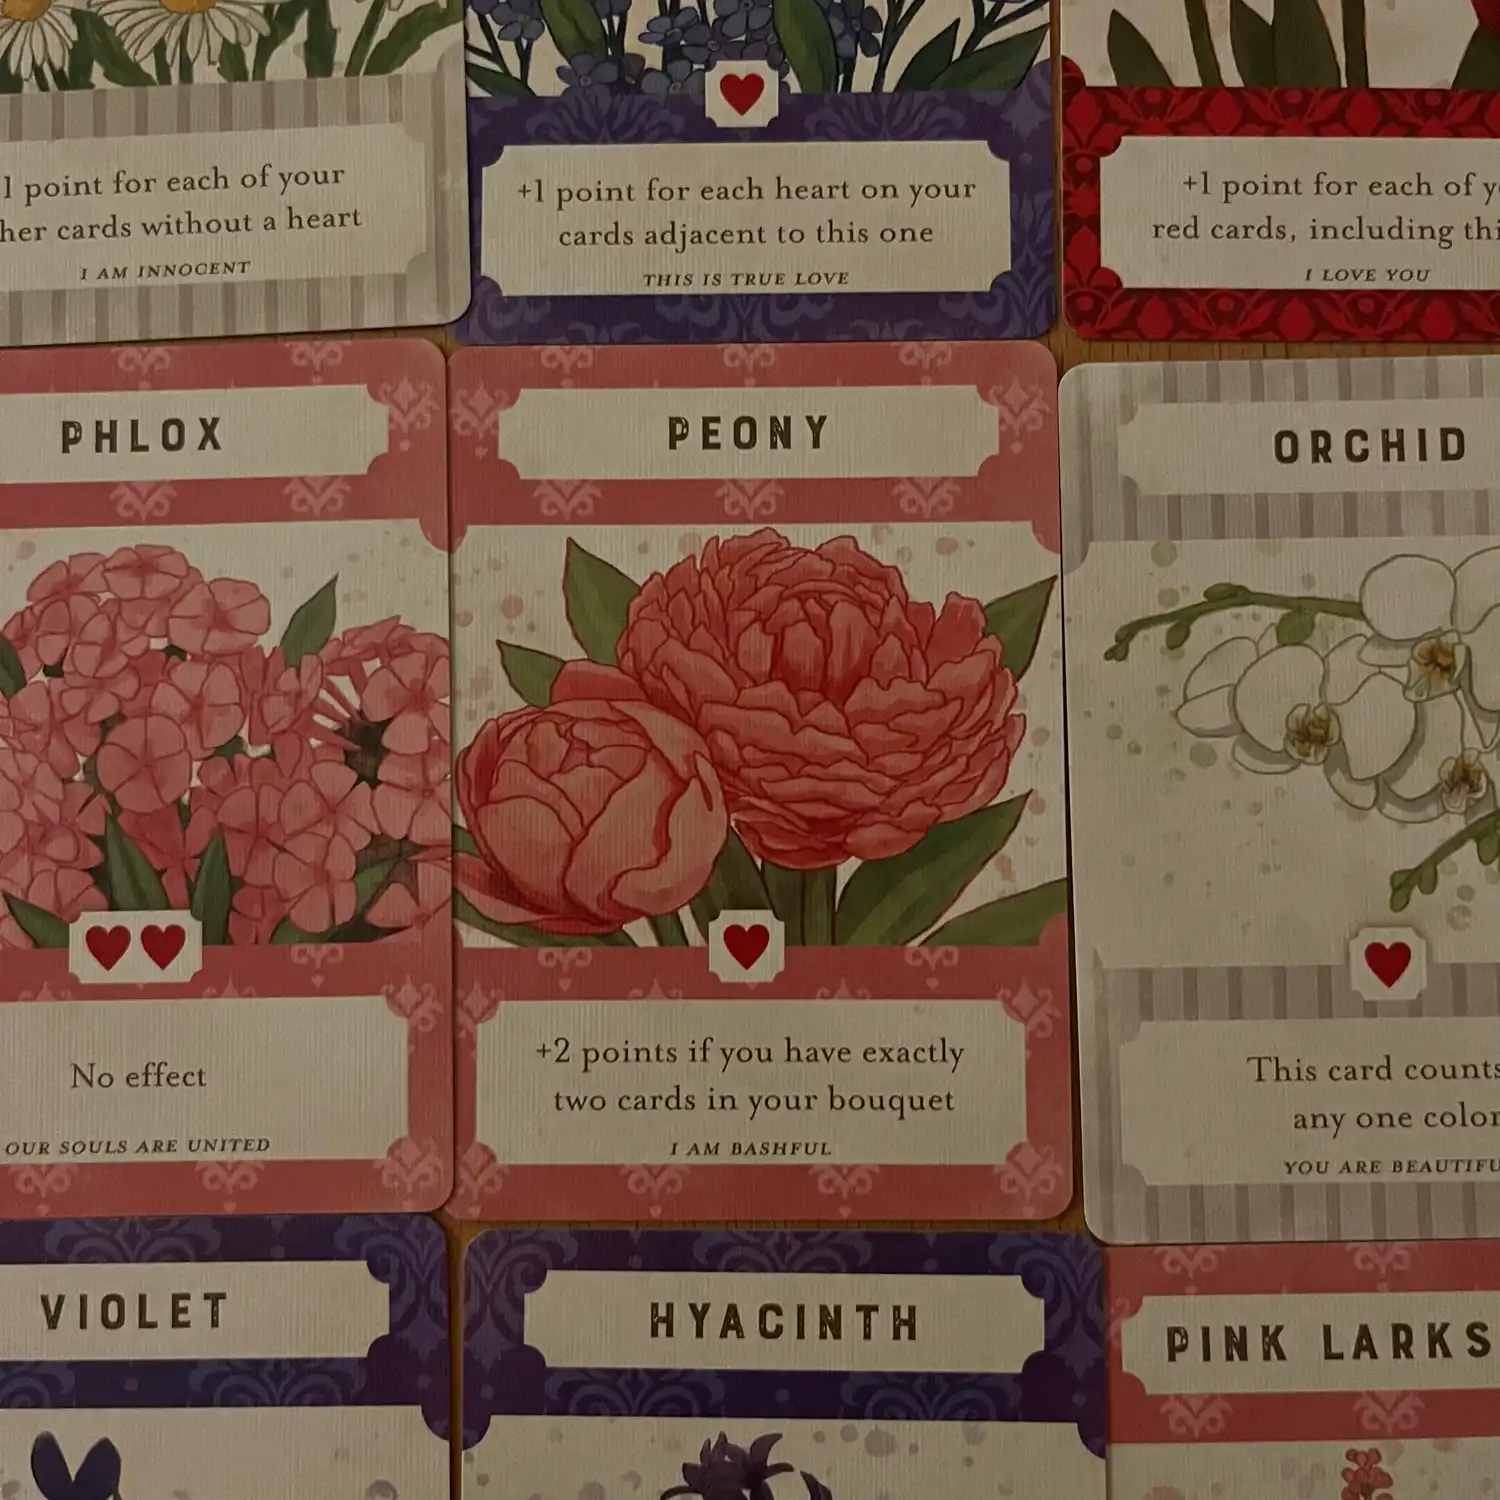 1 point for each of your
her cards without a heart
I AM INNOCENT
+1 point for each heart on your
cards adjacent to this one
THIS IS TRUE LOVE
+1 point for each of y
red cards, including thi
I LOVE YOU
PHLOX
No effect
OUR SOULS ARE UNITED
PEONY
+2 points if you have exactly
two cards in your bouquet
I AM BASHFUL
ORCHID
This card counts
any one color
YOU ARE BEAUTIFU
VIOLET
HYACINTH
PINK LARKS